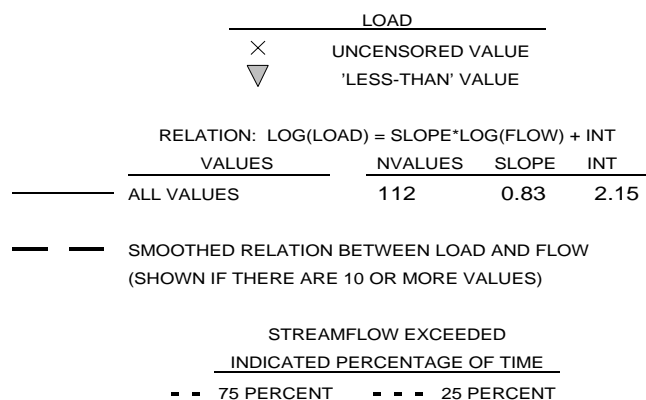 LOAD
UNCENSORED VALUE
'LESS-THAN' VALUE
RELATION: LOG(LOAD) = SLOPE*LOG(FLOW) + INT
VALUES NVALUES SLOPE INT
ALL VALUES 112 0.83 2.15
SMOOTHED RELATION BETWEEN LOAD AND FLOW
(SHOWN IF THERE ARE 10 OR MORE VALUES)
STREAMFLOW EXCEEDED
INDICATED PERCENTAGE OF TIME
75 PERCENT 25 PERCENT